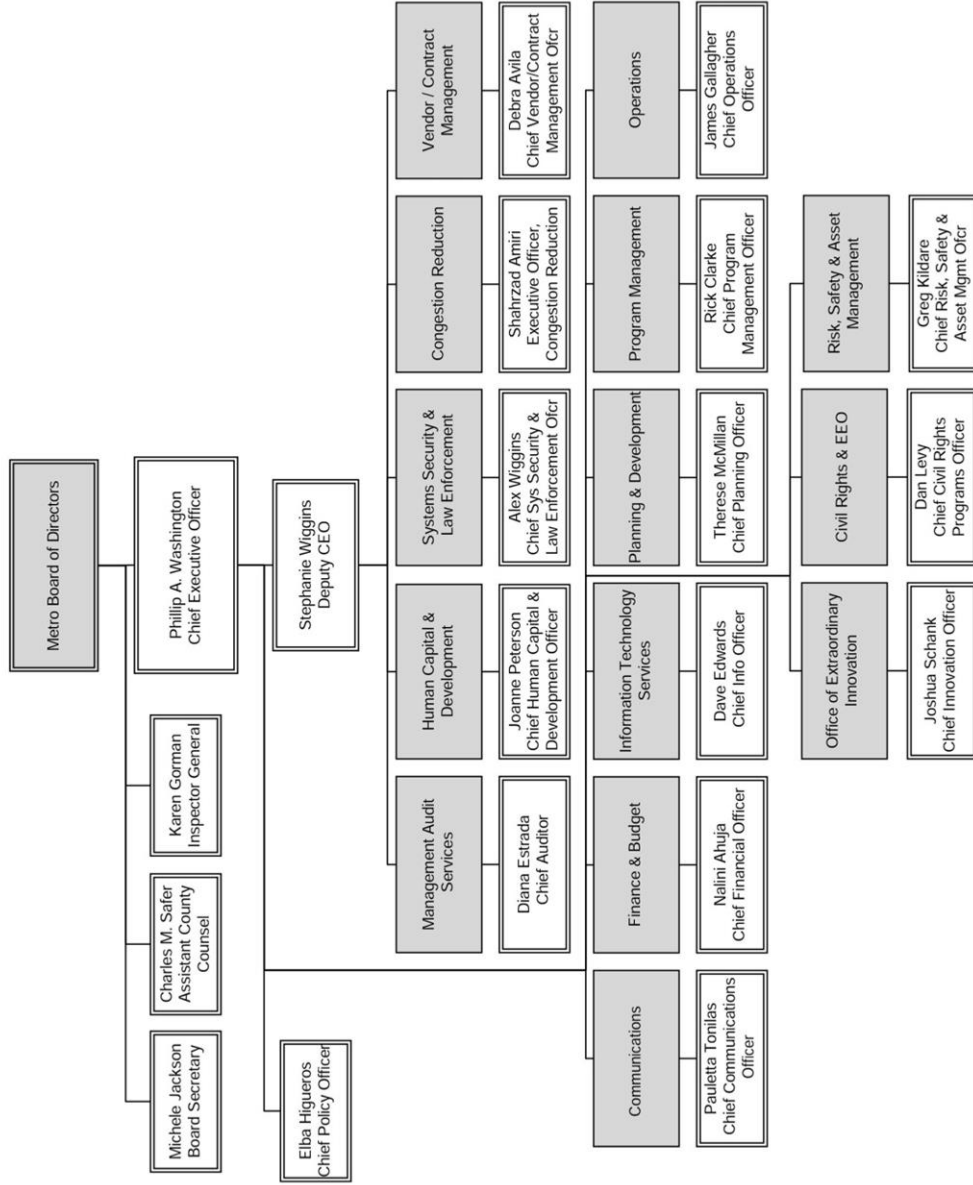 Metro Board of Directors
Michele Jackson
Board Secretary
Charles M. Safer
Assistant County
Counsel
Karen Gorman
Inspector General
Phillip A. Washington
Chief Executive Officer
Elba Higueros
Chief Policy Officer
Stephanie Wiggins
Deputy CEO
Management Audit
Services
Diana Estrada
Chief Auditor
Human Capital &
Development
Joanne Peterson
Chief Human Capital &
Development Officer
Systems Security &
Law Enforcement
Alex Wiggins
Chief Sys Security &
Law Enforcement Ofcr
Congestion Reduction
Shahrzad Amiri
Executive Officer,
Congestion Reduction
Vendor / Contract
Management
Debra Avila
Chief Vendor/Contract
Management Ofcr
Communications
Pauletta Tonilas
Chief Communications
Officer
Finance & Budget
Nalini Ahuja
Chief Financial Officer
Information Technology
Services
Dave Edwards
Chief Info Officer
Planning & Development
Therese McMillan
Chief Planning Officer
Program Management
Rick Clarke
Chief Program
Management Officer
Operations
James Gallagher
Chief Operations
Officer
Office of Extraordinary
Innovation
Joshua Schank
Chief Innovation Officer
Civil Rights & EEO
Dan Levy
Chief Civil Rights
Programs Officer
Risk, Safety & Asset
Management
Greg Kildare
Chief Risk, Safety &
Asset Mgmt Ofcr